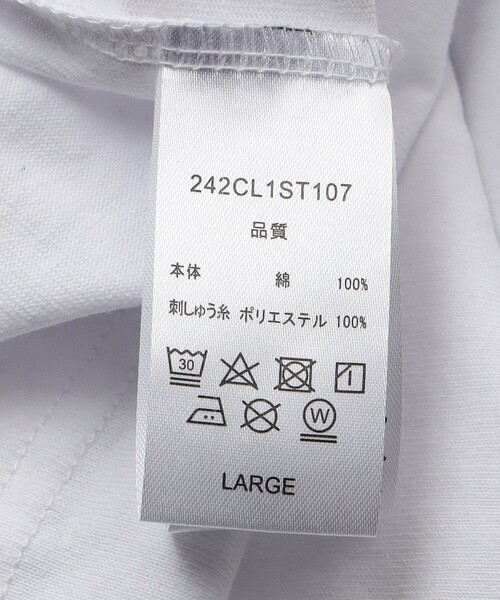 242CL1ST107
品質
本体 綿 100%
刺しゅう糸 ポリエステル 100%
30
W
LARGE